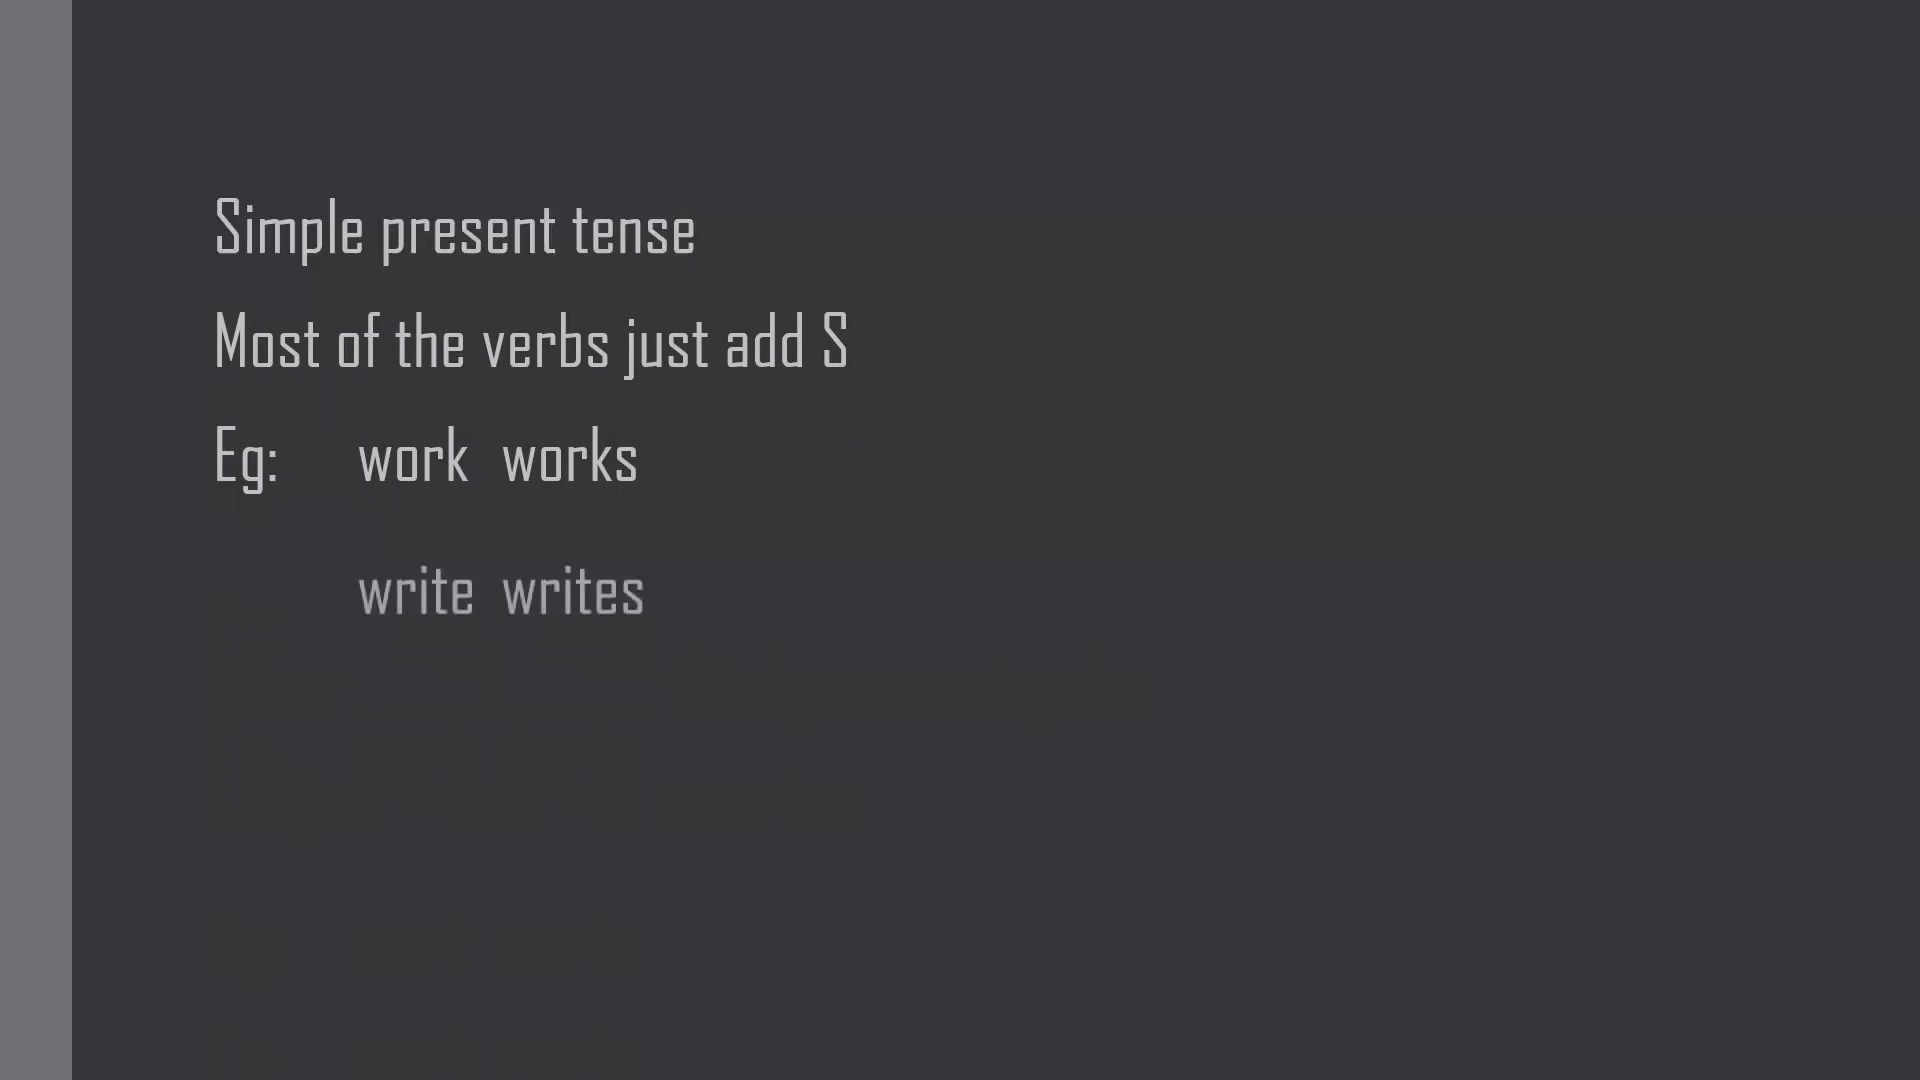 Simple present tense
Most of the verbs just add S
Eg: work works
write writes